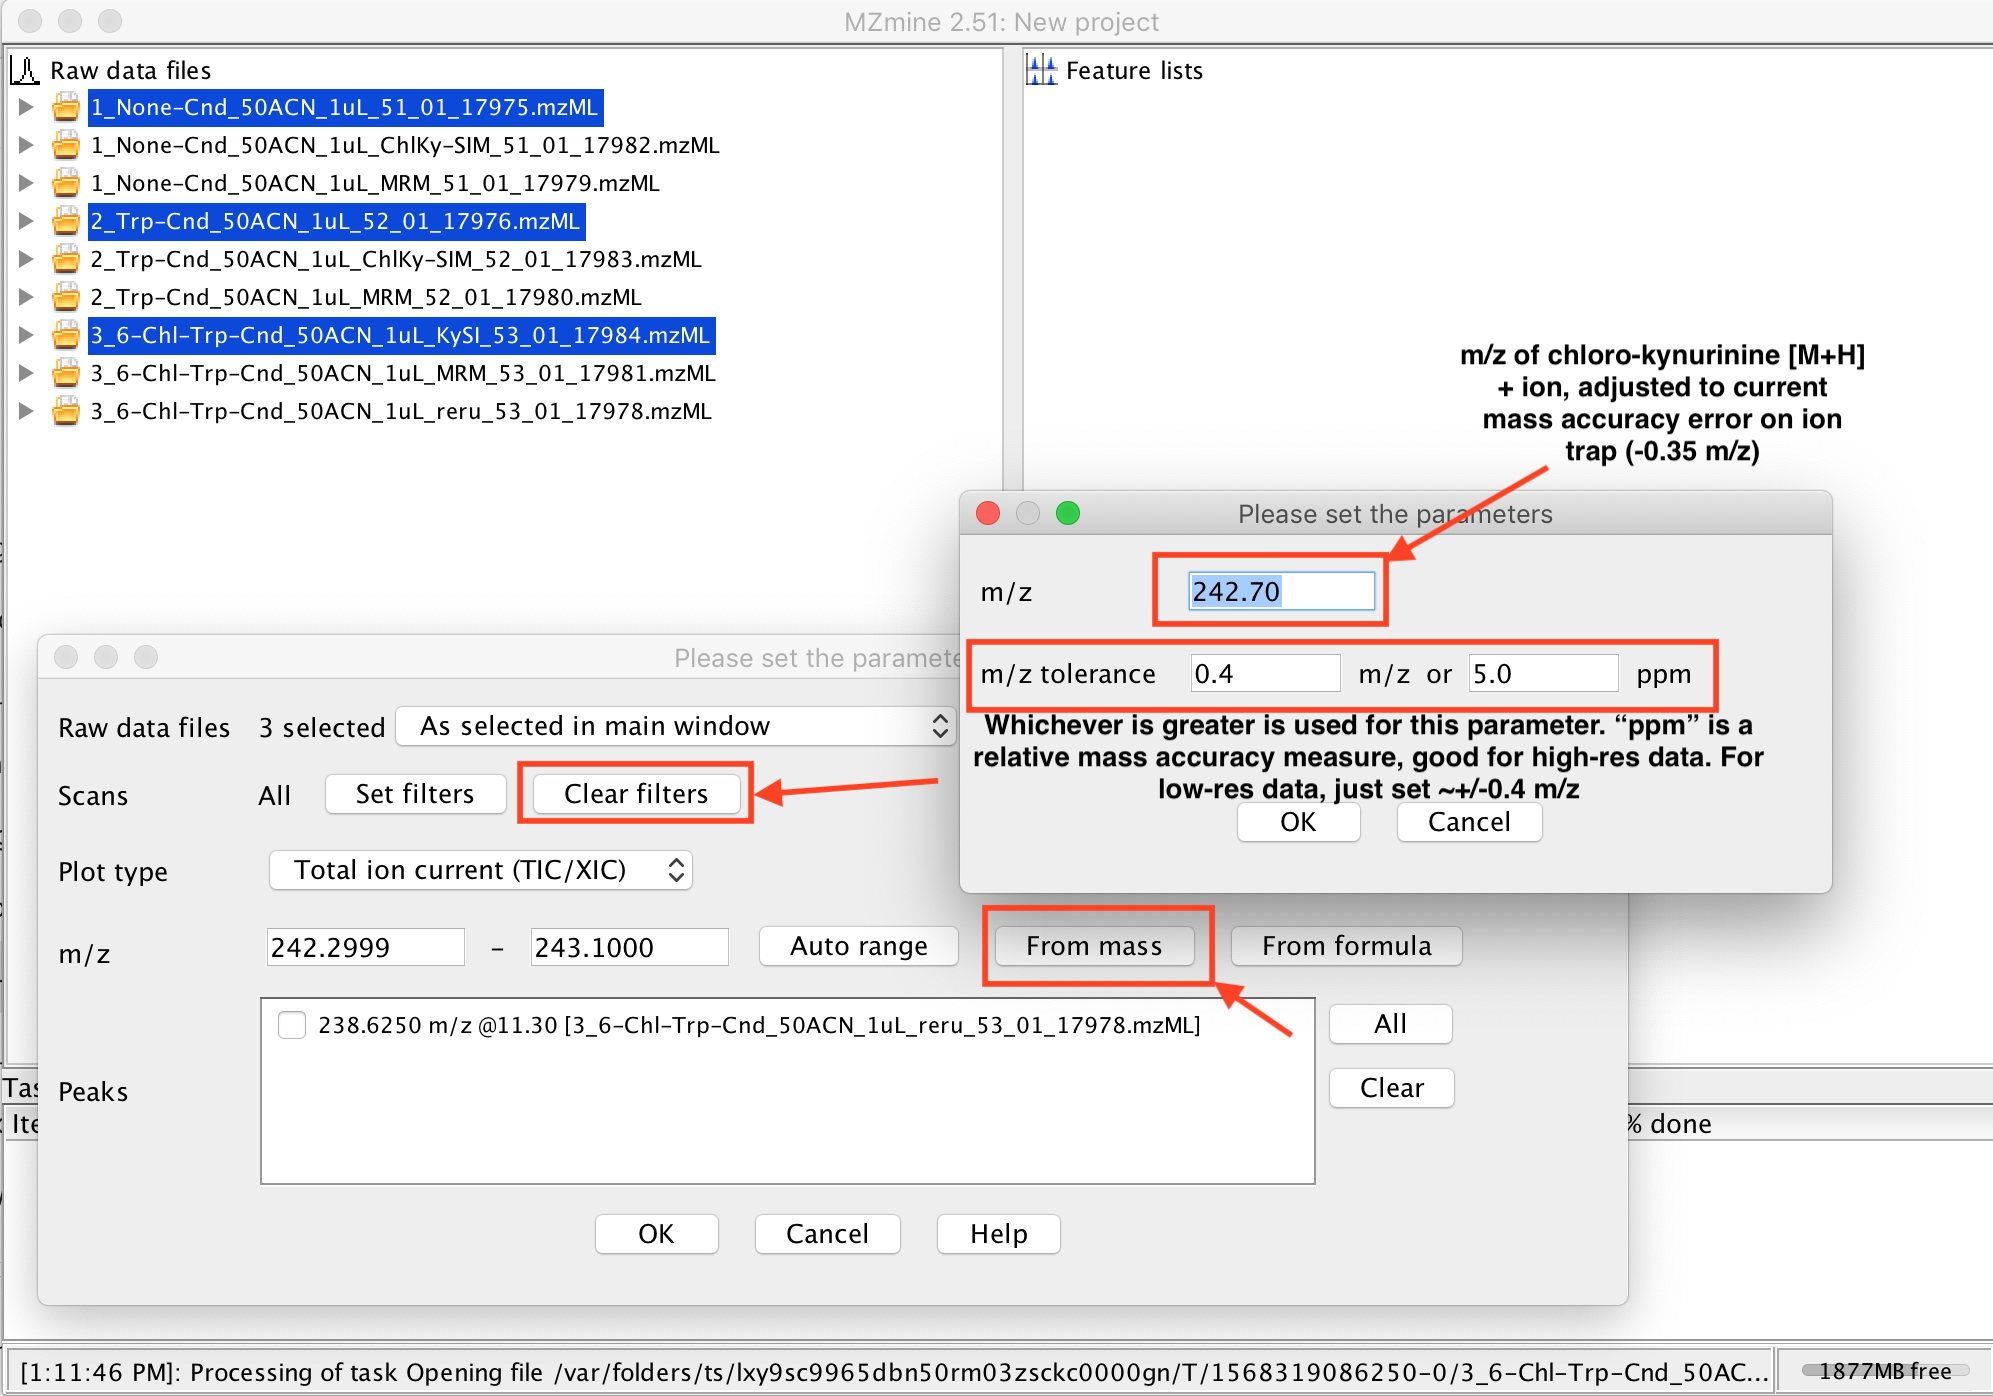 MZmine 2.51: New project
Raw data files
1_None-Cnd_50ACN_1uL_51_01_17975.mzML
1_None-Cnd_50ACN_1uL_ChlKy-SIM_51_01_17982.mzML
1_None-Cnd_50ACN_1uL_MRM_51_01_17979.mzML
2_Trp-Cnd_50ACN_1uL_52_01_17976.mzML
2_Trp-Cnd_50ACN_1uL_ChlKy-SIM_52_01_17983.mzML
2_Trp-Cnd_50ACN_1uL_MRM_52_01_17980.mzML
3_6-Chl-Trp-Cnd_50ACN_1uL_KySI_53_01_17984.mzML
3_6-Chl-Trp-Cnd_50ACN_1uL_MRM_53_01_17981.mzML
3_6-Chl-Trp-Cnd_50ACN_1uL_reru_53_01_17978.mzML
Feature lists
m/z of chloro-kynurinine [M+H]
+ ion, adjusted to current
mass accuracy error on ion
trap (-0.35 m/z)
Please set the parameters
m/z 242.70
m/z tolerance 0.4 m/z or 5.0 ppm
Whichever is greater is used for this parameter. “ppm” is a
relative mass accuracy measure, good for high-res data. For
low-res data, just set ~+/-0.4 m/z
OK Cancel
Please set the paramete
Raw data files 3 selected As selected in main window
Scans All Set filters Clear filters
Plot type Total ion current (TIC/XIC)
m/z 242.2999 - 243.1000 Auto range From mass From formula
238.6250 m/z @11.30 [3_6-Chl-Trp-Cnd_50ACN_1uL_reru_53_01_17978.mzML]
All
Peaks
Clear
OK Cancel Help
Tas
Ite
% done
[1:11:46 PM]: Processing of task Opening file /var/folders/ts/lxy9sc9965dbn50rm03zsckc0000gn/T/1568319086250-0/3_6-Chl-Trp-Cnd_50AC...
1877MB free